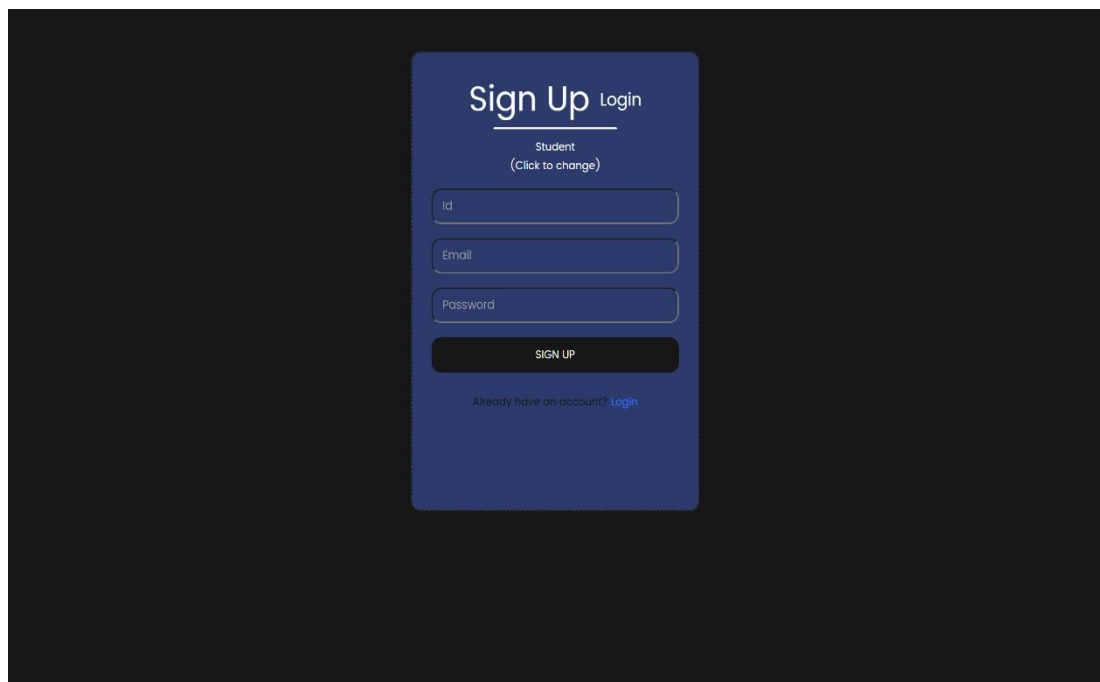 Sign Up Login
Student
(Click to change)
Id
Email
Password
SIGN UP
Already have an account? Login